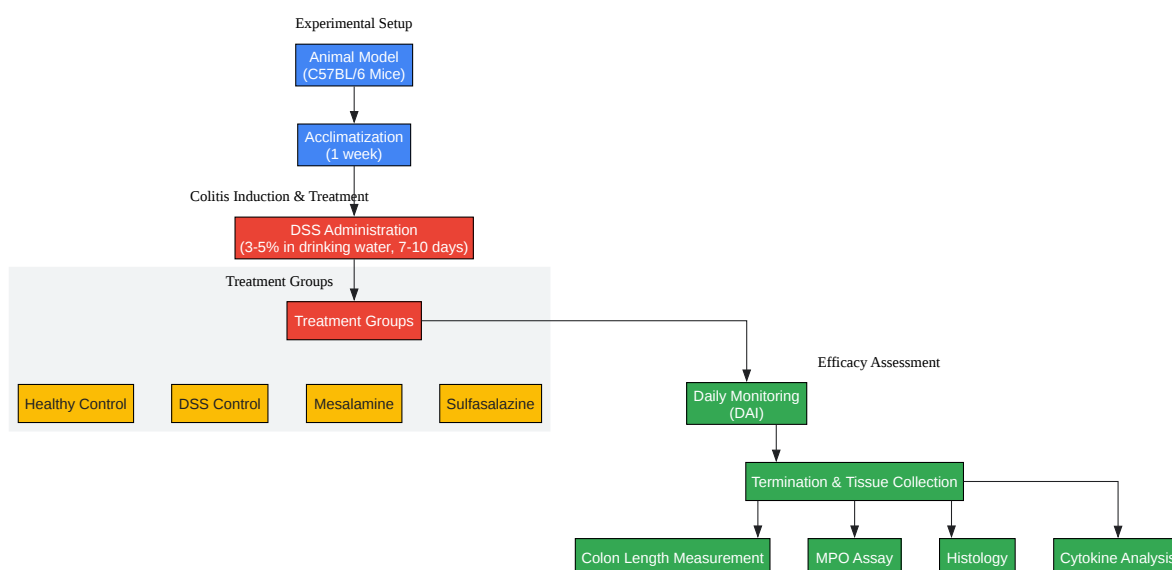 Experimental Setup
Animal Model
(C57BL/6 Mice)
Acclimatization
(1 week)
Colitis Induction & Treatment
DSS Administration
(3-5% in drinking water, 7-10 days)
Treatment Groups
Treatment Groups
Efficacy Assessment
Healthy Control
DSS Control
Mesalamine
Sulfasalazine
Daily Monitoring
(DAI)
Termination & Tissue Collection
Colon Length Measurement
MPO Assay
Histology
Cytokine Analysis